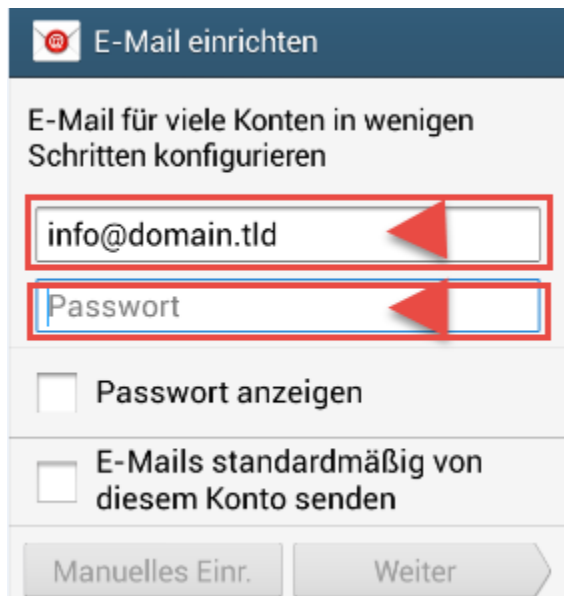 E-Mail einrichten
E-Mail für viele Konten in wenigen
Schritten konfigurieren
info@domain.tld
Passwort
Passwort anzeigen
E-Mails standardmäßig von
diesem Konto senden
Manuelles Einr.
Weiter